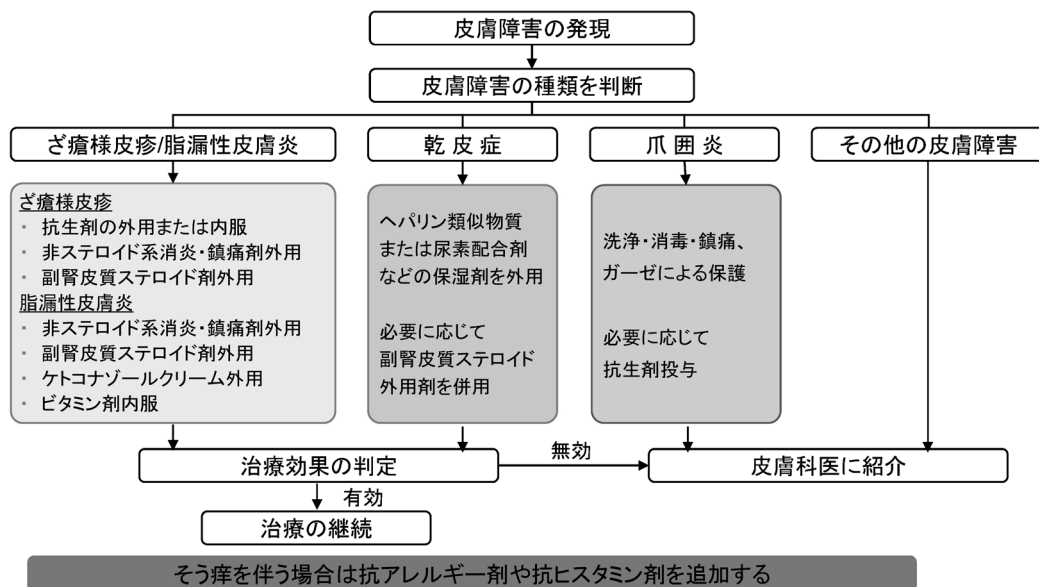 皮膚障害の発現
皮膚障害の種類を判断
ざ瘡様皮疹/脂漏性皮膚炎
乾皮症
爪囲炎
その他の皮膚障害
ざ瘡様皮疹
・ 抗生剤の外用または内服
・ 非ステロイド系消炎・鎮痛剤外用
・ 副腎皮質ステロイド剤外用
脂漏性皮膚炎
・ 非ステロイド系消炎・鎮痛剤外用
・ 副腎皮質ステロイド剤外用
・ ケトコナゾールクリーム外用
・ ビタミン剤内服
ヘパリン類似物質
または尿素配合剤
などの保湿剤を外用
必要に応じて
副腎皮質ステロイド
外用剤を併用
洗浄・消毒・鎮痛、
ガーゼによる保護
必要に応じて
抗生剤投与
治療効果の判定
無効
皮膚科医に紹介
有効
治療の継続
そう痒を伴う場合は抗アレルギー剤や抗ヒスタミン剤を追加する